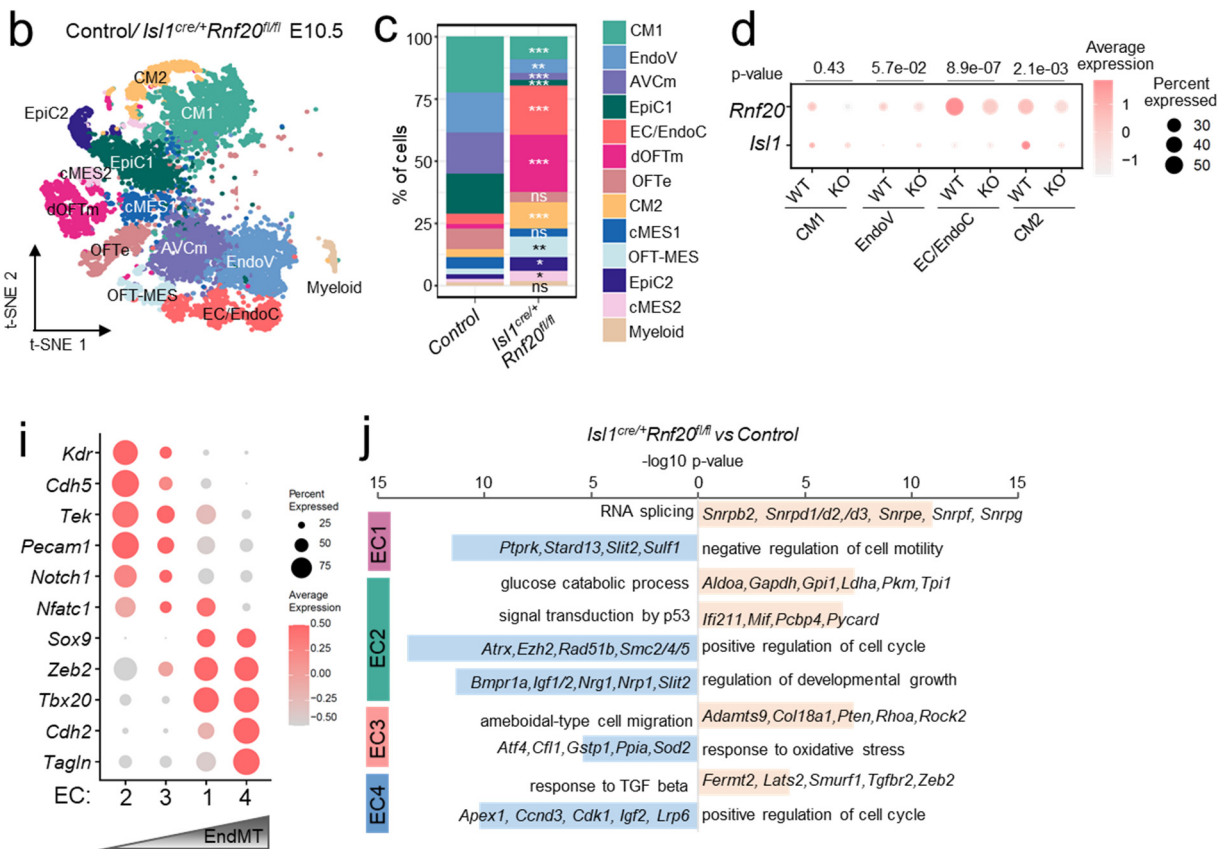 b
Control/ Isl1cre/+Rnf20fl/fl E10.5
CM2
CM1
EpiC2
EpiC1
cMES2
cMES1
dOFTm
OFTe
AVCm
EndoV
Myeloid
OFT-MES
EC/EndoC
t-SNE 2
t-SNE 1
c
% of cells
100
75
50
25
0
***
**
***
***
***
***
ns
***
ns
**
*
*
ns
Control
Isl1cre/+
Rnf20fl/fl
CM1
EndoV
AVCm
EpiC1
EC/EndoC
dOFTm
OFTe
CM2
cMES1
OFT-MES
EpiC2
cMES2
Myeloid
d
p-value
0.43
5.7e-02
8.9e-07
2.1e-03
Rnf20
Isl1
WT
KO
WT
KO
WT
KO
WT
KO
CM1
EndoV
EC/EndoC
CM2
Average
expression
1
0
−1
Percent
expressed
30
40
50
i
Kdr
Cdh5
Tek
Pecam1
Notch1
Nfatc1
Sox9
Zeb2
Tbx20
Cdh2
Tagln
EC: 2 3 1 4
EndMT
Percent
Expressed
25
50
75
Average
Expression
0.50
0.25
0.00
−0.25
−0.50
j
Isl1cre/+Rnf20fl/fl vs Control
-log10 p-value
15 10 5 0 5 10 15
EC1
RNA splicing Snrpb2, Snrpd1/d2,/d3, Snrpe, Snrpf, Snrpg
Ptprk,Stard13,Slit2,Sulf1 negative regulation of cell motility
EC2
glucose catabolic process Aldoa,Gapdh,Gpi1,Ldha,Pkm,Tpi1
signal transduction by p53 Ifi211,Mif,Pcbp4,Pycard
Atrx,Ezh2,Rad51b,Smc2/4/5 positive regulation of cell cycle
Bmpr1a,Igf1/2,Nrg1,Nrp1,Slit2 regulation of developmental growth
EC3
ameboidal-type cell migration Adamts9,Col18a1,Pten,Rhoa,Rock2
Atf4,Cfl1,Gstp1,Ppia,Sod2 response to oxidative stress
EC4
response to TGF beta Fermt2, Lats2,Smurf1,Tgfbr2,Zeb2
Apex1, Ccnd3, Cdk1, Igf2, Lrp6 positive regulation of cell cycle